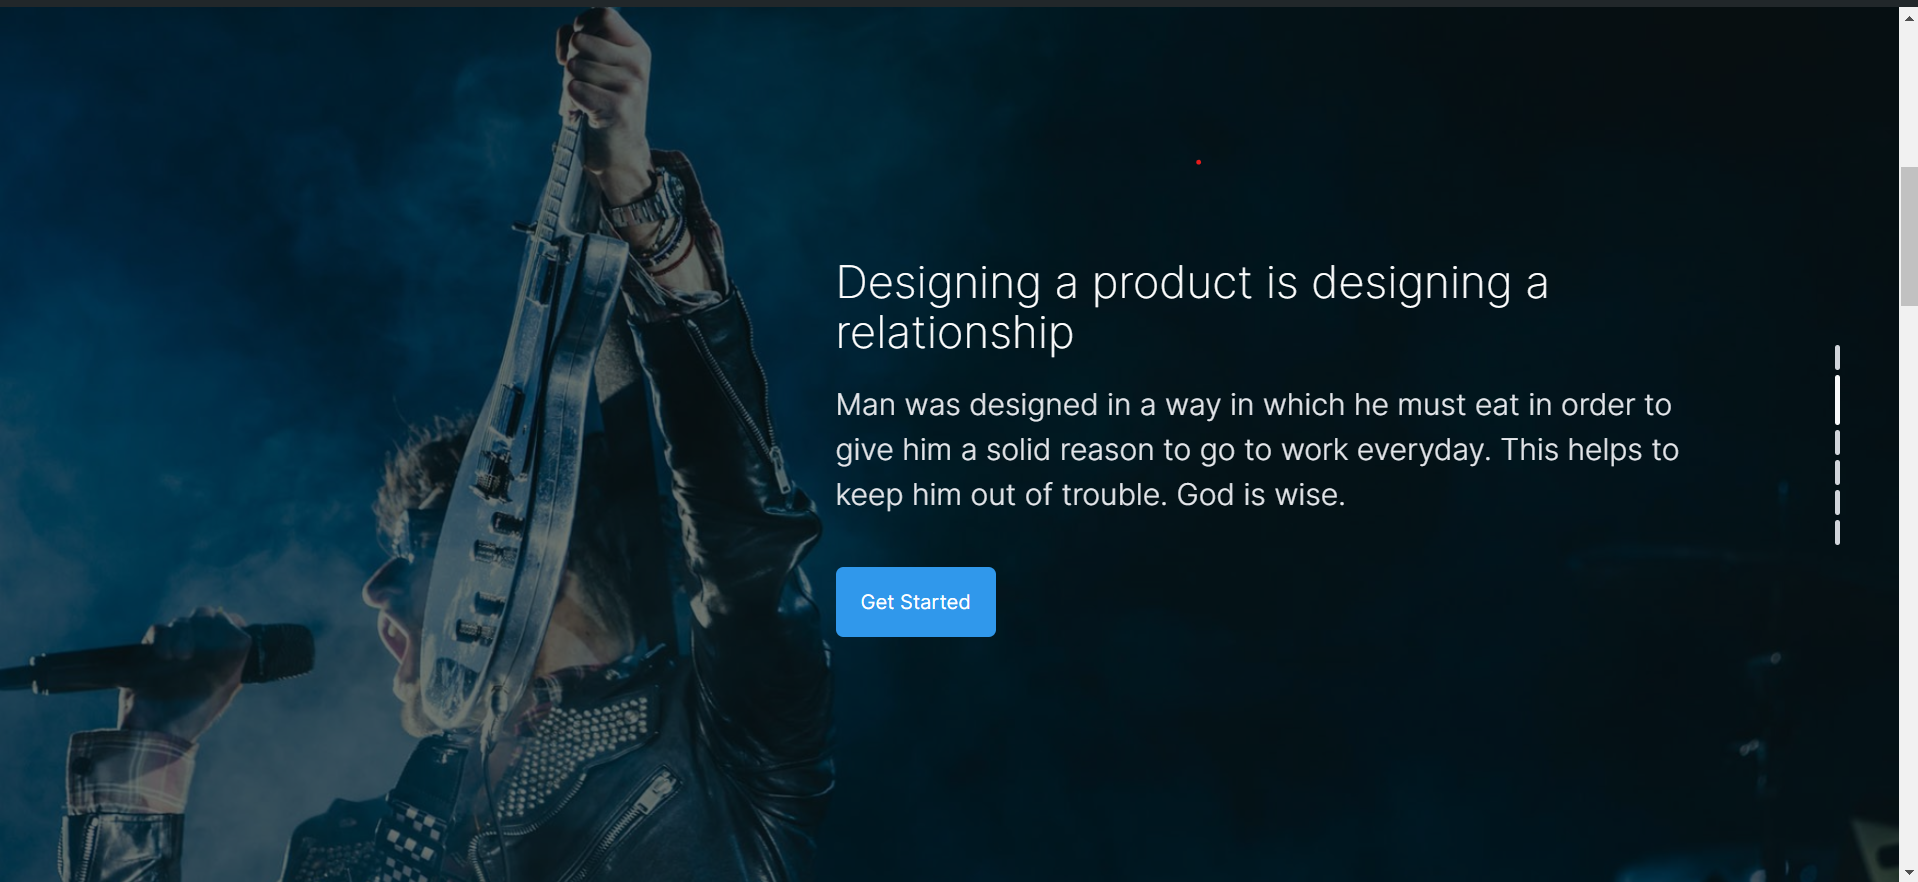 Designing a product is designing a
relationship
Man was designed in a way in which he must eat in order to
give him a solid reason to go to work everyday. This helps to
keep him out of trouble. God is wise.
Get Started